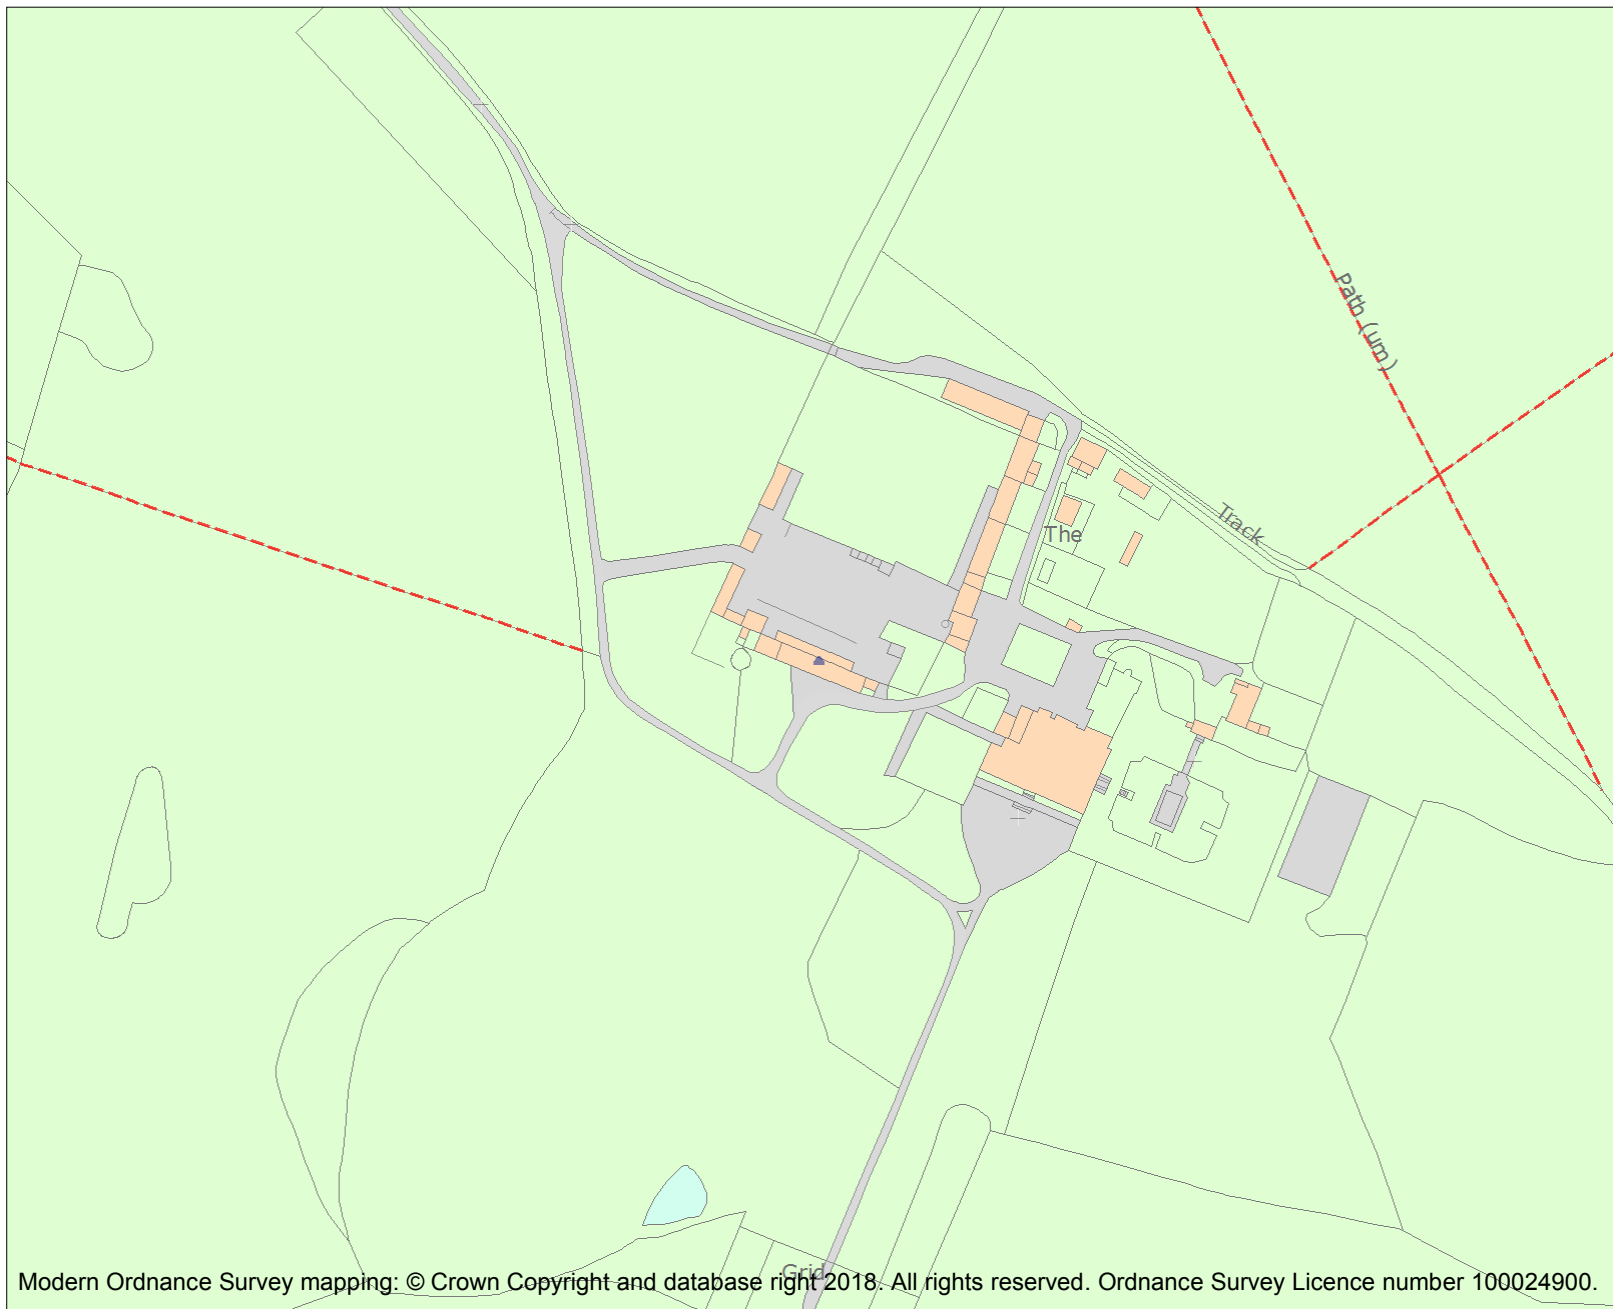 Path (um)
Track
The
Grid
Modern Ordnance Survey mapping: © Crown Copyright and database right 2018. All rights reserved. Ordnance Survey Licence number 100024900.